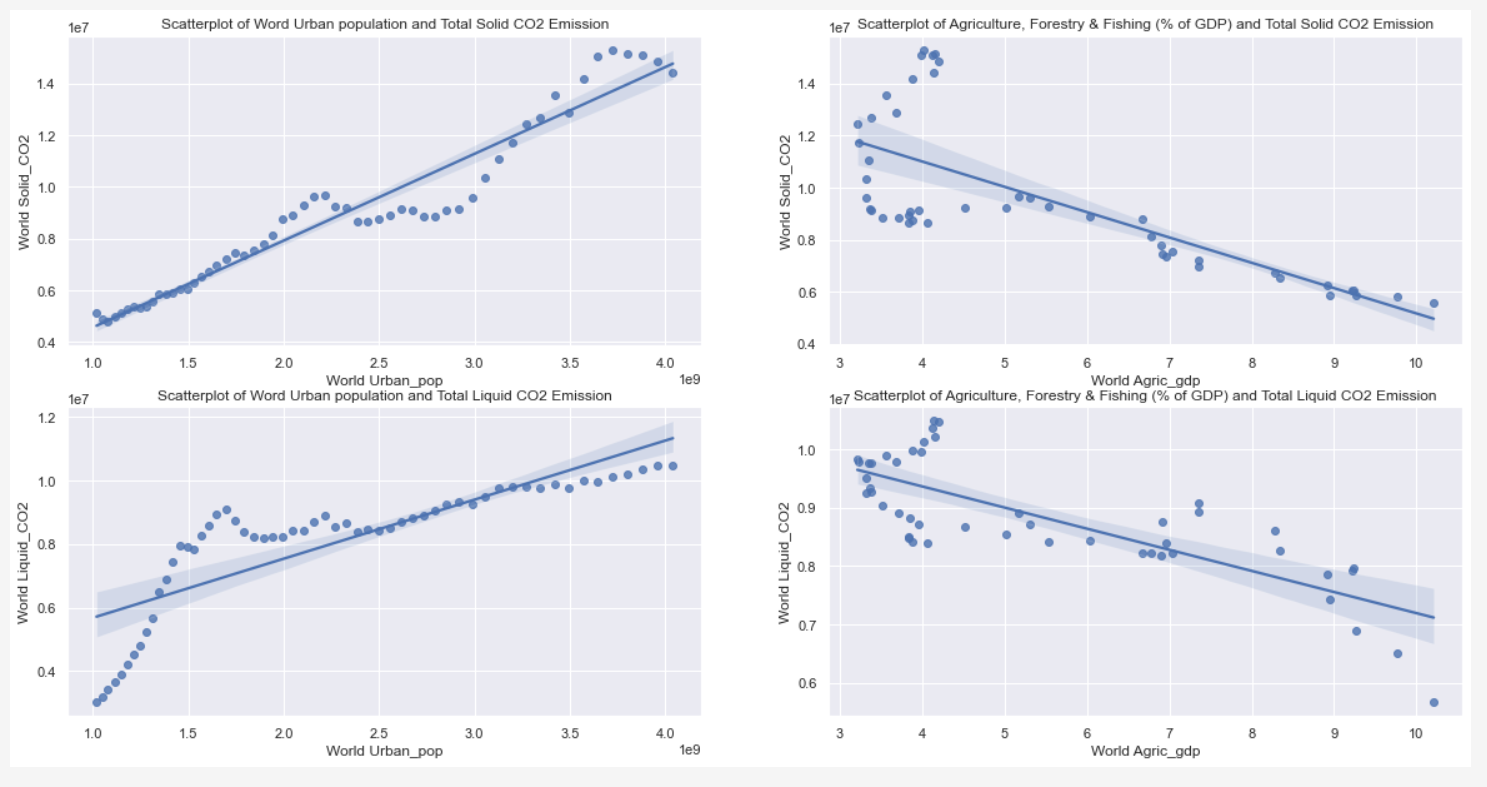 Scatterplot of Word Urban population and Total Solid CO2 Emission
1e7
World Solid_CO2
1.4
1.2
1.0
0.8
0.6
0.4
1.0 1.5 2.0 2.5 3.0 3.5 4.0
World Urban_pop
1e9
Scatterplot of Agriculture, Forestry & Fishing (% of GDP) and Total Solid CO2 Emission
1e7
World Solid_CO2
1.4
1.2
1.0
0.8
0.6
0.4
3 4 5 6 7 8 9 10
World Agric_gdp
Scatterplot of Word Urban population and Total Liquid CO2 Emission
1e7
World Liquid_CO2
1.2
1.0
0.8
0.6
0.4
1.0 1.5 2.0 2.5 3.0 3.5 4.0
World Urban_pop
1e9
Scatterplot of Agriculture, Forestry & Fishing (% of GDP) and Total Liquid CO2 Emission
1e7
World Liquid_CO2
1.0
0.9
0.8
0.7
0.6
3 4 5 6 7 8 9 10
World Agric_gdp